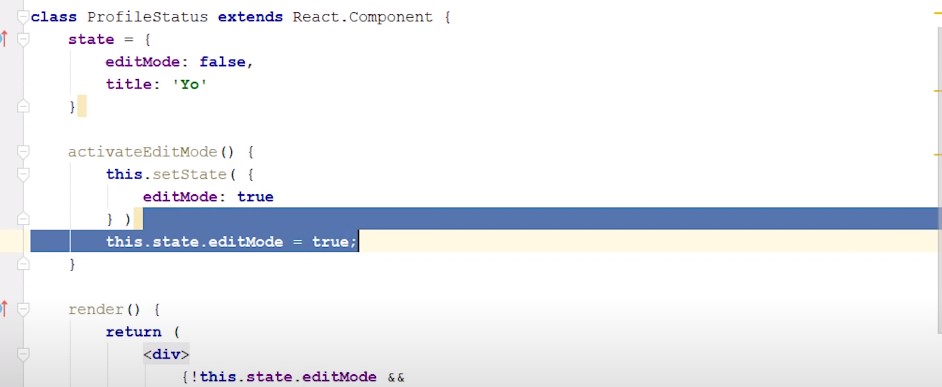 class ProfileStatus extends React.Component {
    state = {
        editMode: false,
        title: 'Yo'
    }
    activateEditMode() {
        this.setState( {
            editMode: true
        } )
        this.state.editMode = true;
    }
    render() {
        return (
            <div>
                {!this.state.editMode &&